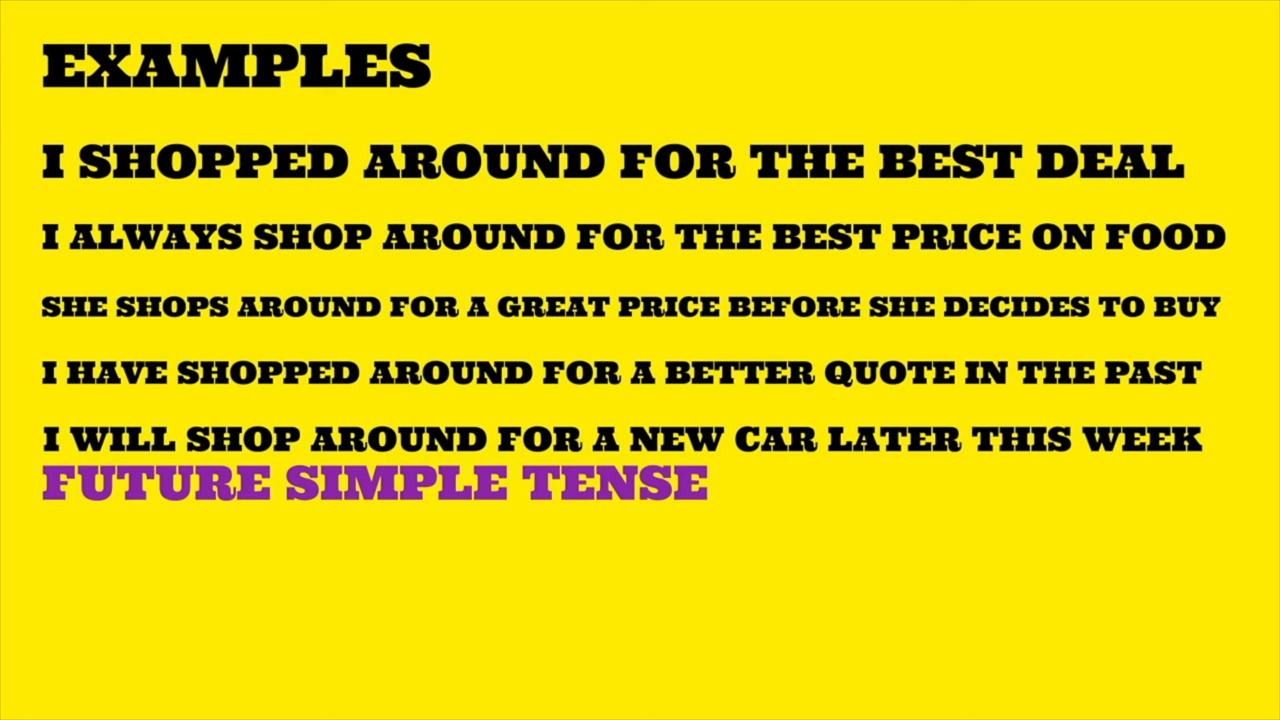 EXAMPLES
I SHOPPED AROUND FOR THE BEST DEAL
I ALWAYS SHOP AROUND FOR THE BEST PRICE ON FOOD
SHE SHOPS AROUND FOR A GREAT PRICE BEFORE SHE DECIDES TO BUY
I HAVE SHOPPED AROUND FOR A BETTER QUOTE IN THE PAST
I WILL SHOP AROUND FOR A NEW CAR LATER THIS WEEK
FUTURE SIMPLE TENSE